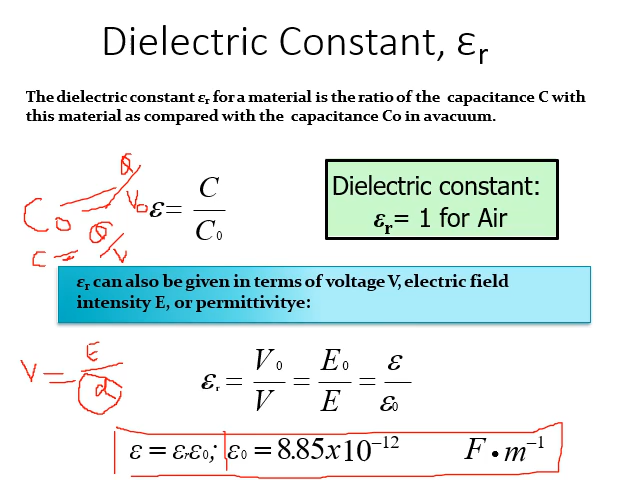 Dielectric Constant, εr
The dielectric constant εr for a material is the ratio of the capacitance C with
this material as compared with the capacitance Co in avacuum.
Co = Q/Vo
ε = C/C0
Dielectric constant:
εr = 1 for Air
C = Q/V
εr can also be given in terms of voltage V, electric field
intensity E, or permittivitye:
V = E/d
εr = V0/V = E0/E = ε/ε0
ε = εrε0; ε0 = 8.85x10⁻¹² F•m⁻¹